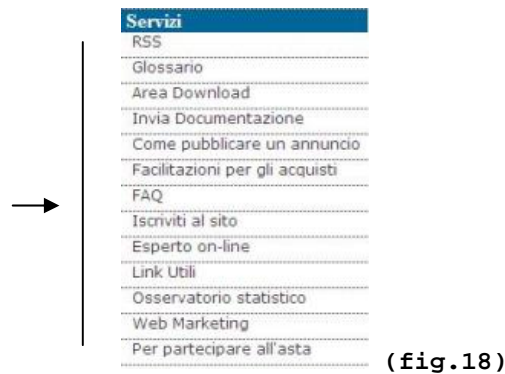 Servizi
RSS
Glossario
Area Download
Invia Documentazione
Come pubblicare un annuncio
Facilitazioni per gli acquisti
FAQ
Iscriviti al sito
Esperto on-line
Link Utili
Osservatorio statistico
Web Marketing
Per partecipare all'asta
(fig.18)